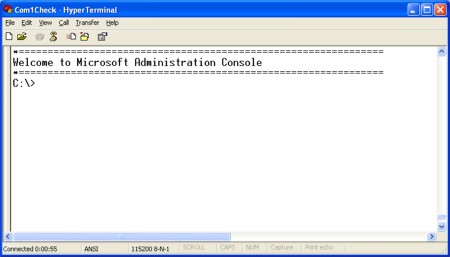 Com1Check - HyperTerminal
File Edit View Call Transfer Help
*===============================================================
Welcome to Microsoft Administration Console
*===============================================================
C:\>
Connected 0:00:55 ANSI 115200 8-N-1 SCROLL CAPS NUM Capture Print echo